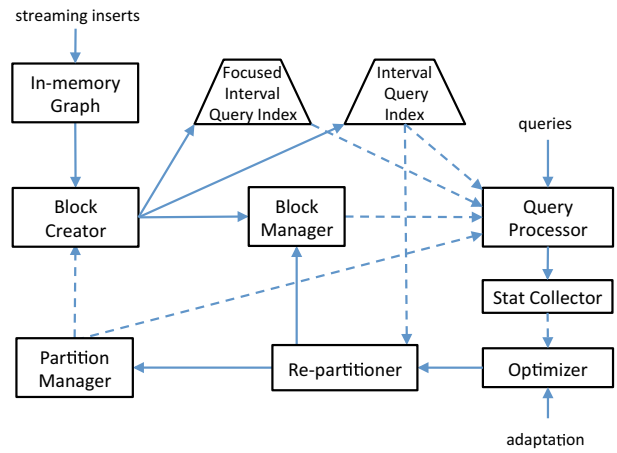 streaming inserts
In-memory
Graph
Focused
Interval
Query Index
Interval
Query
Index
queries
Block
Creator
Block
Manager
Query
Processor
Stat Collector
Partition
Manager
Re-partitioner
Optimizer
adaptation